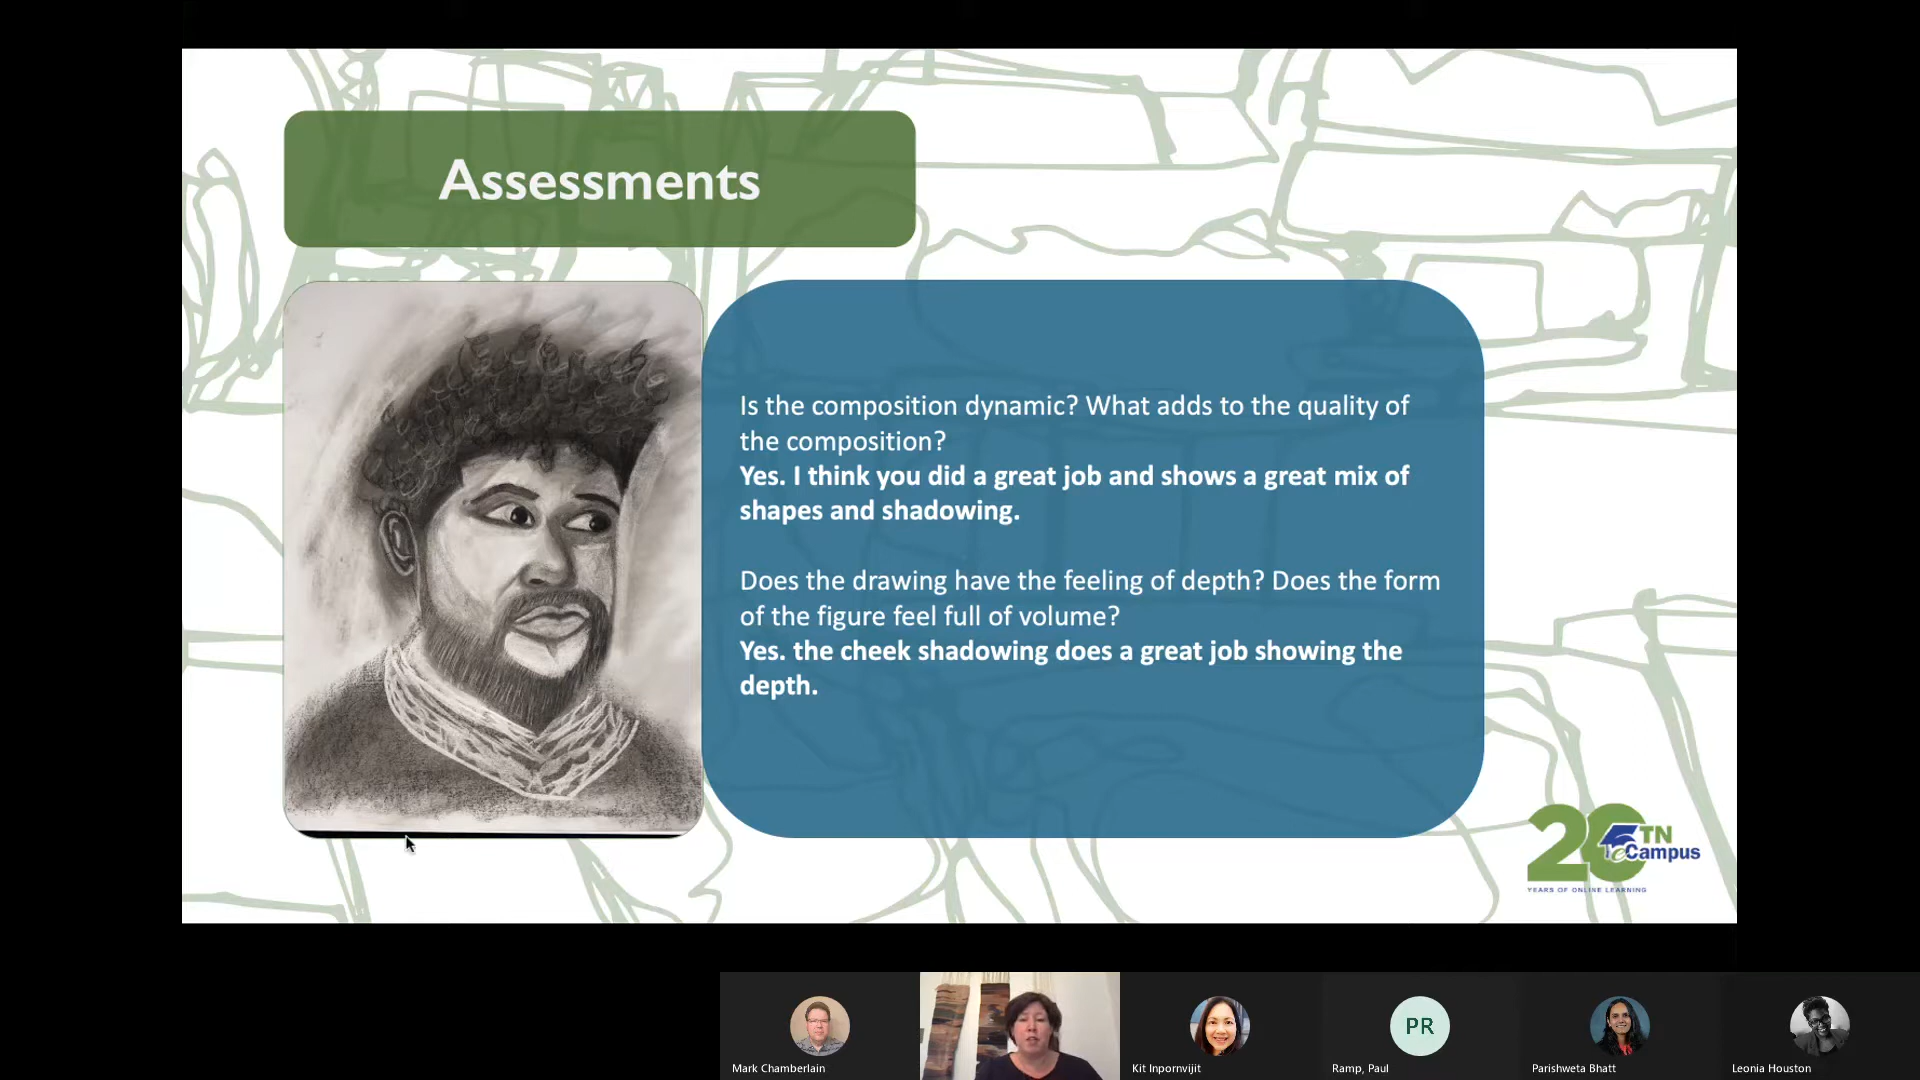 Assessments
Is the composition dynamic? What adds to the quality of
the composition?
Yes. I think you did a great job and shows a great mix of
shapes and shadowing.
Does the drawing have the feeling of depth? Does the form
of the figure feel full of volume?
Yes. the cheek shadowing does a great job showing the
depth.
20
TN
eCampus
YEARS OF ONLINE LEARNING
PR
Mark Chamberlain
Kit Inpornvijit
Ramp, Paul
Parishweta Bhatt
Leonia Houston